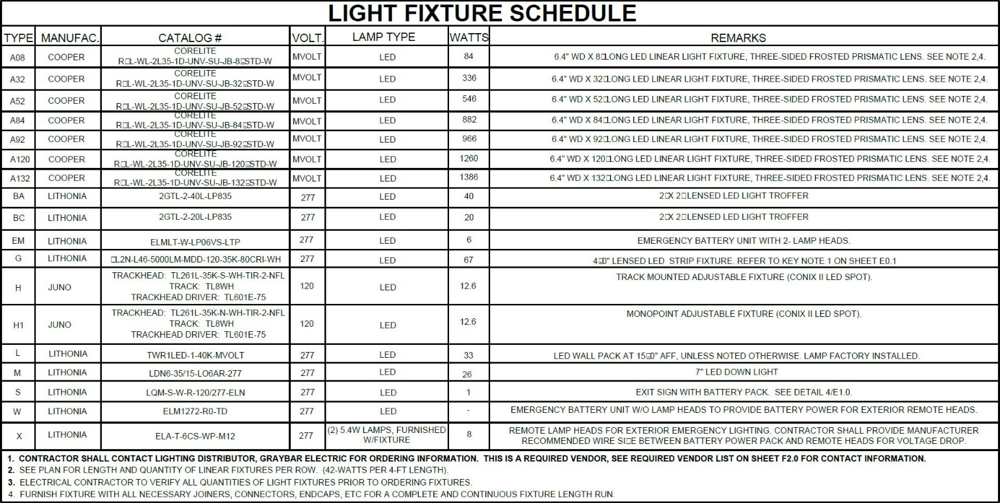 LIGHT FIXTURE SCHEDULE
TYPE MANUFAC. CATALOG # VOLT. LAMP TYPE WATTS REMARKS
A08 COOPER CORELITE MVOLT LED 84 6.4" WD X 8□LONG LED LINEAR LIGHT FIXTURE, THREE-SIDED FROSTED PRISMATIC LENS. SEE NOTE 2,4.
R□L-WL-2L35-1D-UNV-SU-JB-8□STD-W
A32 COOPER CORELITE MVOLT LED 336 6.4" WD X 32□LONG LED LINEAR LIGHT FIXTURE, THREE-SIDED FROSTED PRISMATIC LENS. SEE NOTE 2,4.
R□L-WL-2L35-1D-UNV-SU-JB-32□STD-W
A52 COOPER CORELITE MVOLT LED 546 6.4" WD X 52□LONG LED LINEAR LIGHT FIXTURE, THREE-SIDED FROSTED PRISMATIC LENS. SEE NOTE 2,4.
R□L-WL-2L35-1D-UNV-SU-JB-52□STD-W
A84 COOPER CORELITE MVOLT LED 882 6.4" WD X 84□LONG LED LINEAR LIGHT FIXTURE, THREE-SIDED FROSTED PRISMATIC LENS. SEE NOTE 2,4.
R□L-WL-2L35-1D-UNV-SU-JB-84□STD-W
A92 COOPER CORELITE MVOLT LED 966 6.4" WD X 92□LONG LED LINEAR LIGHT FIXTURE, THREE-SIDED FROSTED PRISMATIC LENS. SEE NOTE 2,4.
R□L-WL-2L35-1D-UNV-SU-JB-92□STD-W
A120 COOPER CORELITE MVOLT LED 1260 6.4" WD X 120□LONG LED LINEAR LIGHT FIXTURE, THREE-SIDED FROSTED PRISMATIC LENS. SEE NOTE 2,4.
R□L-WL-2L35-1D-UNV-SU-JB-120□STD-W
A132 COOPER CORELITE MVOLT LED 1386 6.4" WD X 132□LONG LED LINEAR LIGHT FIXTURE, THREE-SIDED FROSTED PRISMATIC LENS. SEE NOTE 2,4.
R□L-WL-2L35-1D-UNV-SU-JB-132□STD-W
BA LITHONIA 2GTL-2-40L-LP835 277 LED 40 2□X 2□LENSED LED LIGHT TROFFER
BC LITHONIA 2GTL-2-20L-LP835 277 LED 20 2□X 2□LENSED LED LIGHT TROFFER
EM LITHONIA ELMLT-W-LP06VS-LTP 277 LED 6 EMERGENCY BATTERY UNIT WITH 2- LAMP HEADS.
G LITHONIA □L2N-L46-5000LM-MDD-120-35K-80CRI-WH 277 LED 67 4□0" LENSED LED STRIP FIXTURE. REFER TO KEY NOTE 1 ON SHEET E0.1
H JUNO TRACKHEAD: TL261L-35K-S-WH-TIR-2-NFL 120 LED 12.6 TRACK MOUNTED ADJUSTABLE FIXTURE (CONIX II LED SPOT).
TRACK: TL8WH
TRACKHEAD DRIVER: TL601E-75
H1 JUNO TRACKHEAD: TL261L-35K-N-WH-TIR-2-NFL 120 LED 12.6 MONOPOINT ADJUSTABLE FIXTURE (CONIX II LED SPOT).
TRACK: TL8WH
TRACKHEAD DRIVER: TL601E-75
L LITHONIA TWR1LED-1-40K-MVOLT 277 LED 33 LED WALL PACK AT 15□0" AFF, UNLESS NOTED OTHERWISE. LAMP FACTORY INSTALLED.
M LITHONIA LDN6-35/15-LO6AR-277 277 LED 26 7" LED DOWN LIGHT
S LITHONIA LQM-S-W-R-120/277-ELN 277 LED 1 EXIT SIGN WITH BATTERY PACK. SEE DETAIL 4/E1.0.
W LITHONIA ELM1272-R0-TD 277 LED - EMERGENCY BATTERY UNIT W/O LAMP HEADS TO PROVIDE BATTERY POWER FOR EXTERIOR REMOTE HEADS.
X LITHONIA ELA-T-6CS-WP-M12 277 (2) 5.4W LAMPS, FURNISHED 8 REMOTE LAMP HEADS FOR EXTERIOR EMERGENCY LIGHTING. CONTRACTOR SHALL PROVIDE MANUFACTURER
W/FIXTURE RECOMMENDED WIRE SI□E BETWEEN BATTERY POWER PACK AND REMOTE HEADS FOR VOLTAGE DROP.
1. CONTRACTOR SHALL CONTACT LIGHTING DISTRIBUTOR, GRAYBAR ELECTRIC FOR ORDERING INFORMATION. THIS IS A REQUIRED VENDOR, SEE REQUIRED VENDOR LIST ON SHEET F2.0 FOR CONTACT INFORMATION.
2. SEE PLAN FOR LENGTH AND QUANTITY OF LINEAR FIXTURES PER ROW. (42-WATTS PER 4-FT LENGTH).
3. ELECTRICAL CONTRACTOR TO VERIFY ALL QUANTITIES OF LIGHT FIXTURES PRIOR TO ORDERING FIXTURES.
4. FURNISH FIXTURE WITH ALL NECESSARY JOINERS, CONNECTORS, ENDCAPS, ETC FOR A COMPLETE AND CONTINUOUS FIXTURE LENGTH RUN.